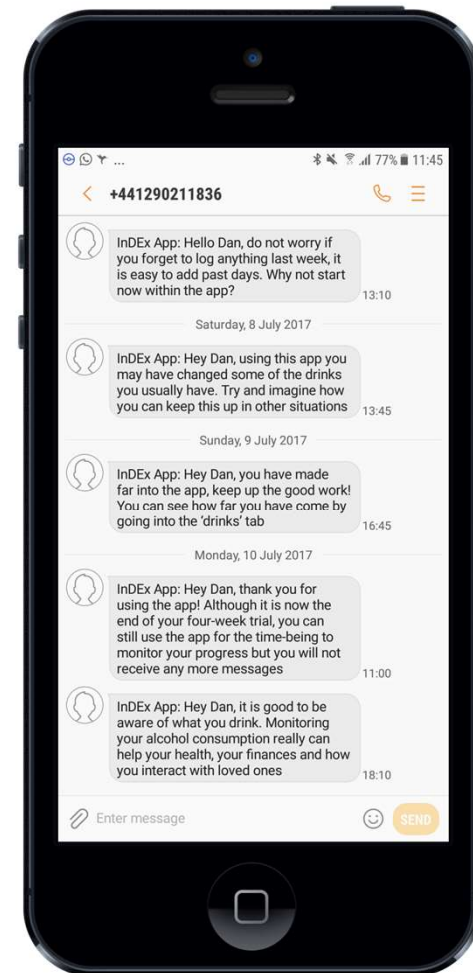 ... 77% 11:45
+441290211836
InDEx App: Hello Dan, do not worry if
you forget to log anything last week, it
is easy to add past days. Why not start
now within the app?
13:10
Saturday, 8 July 2017
InDEx App: Hey Dan, using this app you
may have changed some of the drinks
you usually have. Try and imagine how
you can keep this up in other situations
13:45
Sunday, 9 July 2017
InDEx App: Hey Dan, you have made
far into the app, keep up the good work!
You can see how far you have come by
going into the ‘drinks’ tab
16:45
Monday, 10 July 2017
InDEx App: Hey Dan, thank you for
using the app! Although it is now the
end of your four-week trial, you can
still use the app for the time-being to
monitor your progress but you will not
receive any more messages
11:00
InDEx App: Hey Dan, it is good to be
aware of what you drink. Monitoring
your alcohol consumption really can
help your health, your finances and how
you interact with loved ones
18:10
Enter message
SEND